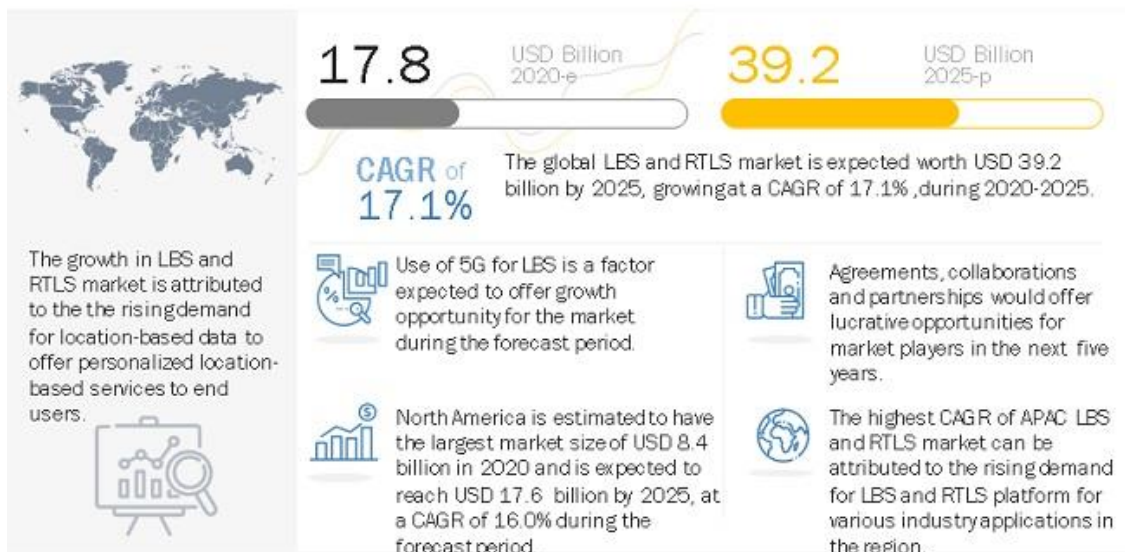 17.8
USD Billion
2020-e
39.2
USD Billion
2025-p
CAGR of
17.1%
The global LBS and RTLS market is expected worth USD 39.2
billion by 2025, growing at a CAGR of 17.1% ,during 2020-2025.
The growth in LBS and
RTLS market is attributed
to the the rising demand
for location-based data to
offer personalized location-
based services to end
users.
Use of 5G for LBS is a factor
expected to offer growth
opportunity for the market
during the forecast period.
Agreements, collaborations
and partnerships would offer
lucrative opportunities for
market players in the next five
years.
North America is estimated to have
the largest market size of USD 8.4
billion in 2020 and is expected to
reach USD 17.6 billion by 2025, at
a CAGR of 16.0% during the
forecast period.
The highest CAGR of APAC LBS
and RTLS market can be
attributed to the rising demand
for LBS and RTLS platform for
various industry applications in
the region.